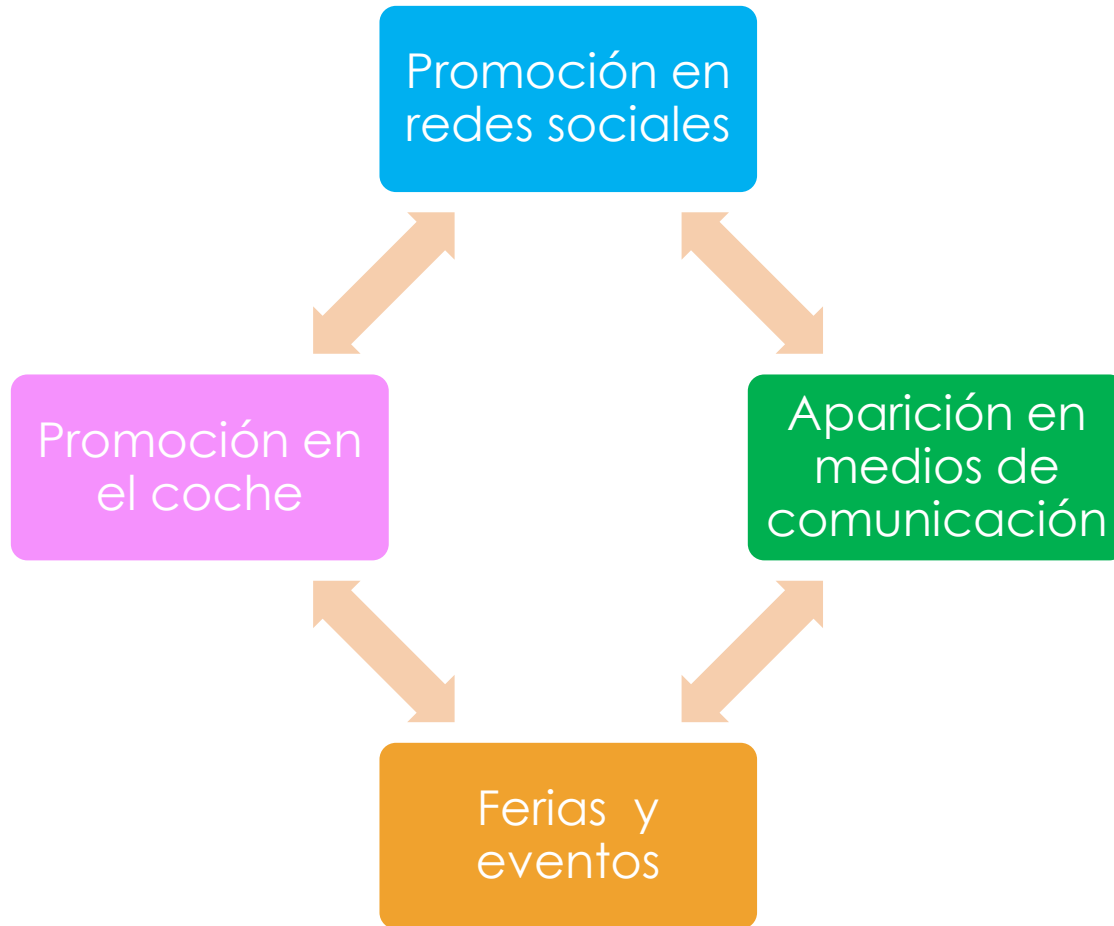 Promoción en
redes sociales
Promoción en
el coche
Aparición en
medios de
comunicación
Ferias  y
eventos